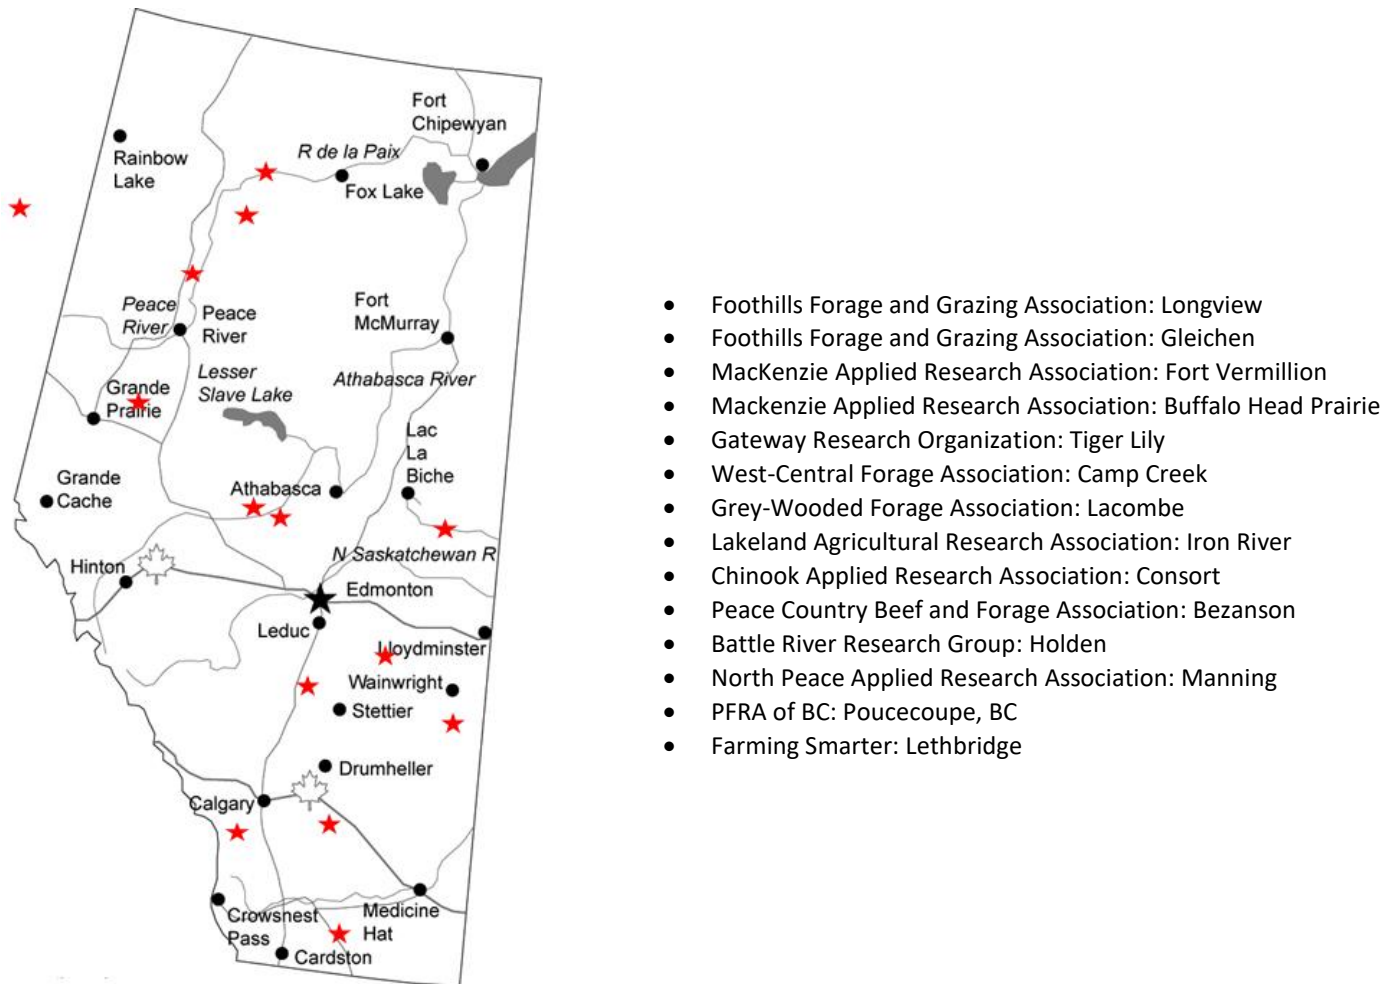 Fort
Chipewyan
Rainbow
Lake
R de la Paix
Fox Lake
Peace
River
Peace
River
Fort
McMurray
Lesser
Slave Lake
Athabasca River
Grande
Prairie
Lac
La
Biche
Grande
Cache
Athabasca
N Saskatchewan R
Hinton
Edmonton
Leduc
Lloydminster
Wainwright
Stettier
Drumheller
Calgary
Crowsnest
Pass
Medicine
Hat
Cardston
• Foothills Forage and Grazing Association: Longview
• Foothills Forage and Grazing Association: Gleichen
• MacKenzie Applied Research Association: Fort Vermillion
• Mackenzie Applied Research Association: Buffalo Head Prairie
• Gateway Research Organization: Tiger Lily
• West-Central Forage Association: Camp Creek
• Grey-Wooded Forage Association: Lacombe
• Lakeland Agricultural Research Association: Iron River
• Chinook Applied Research Association: Consort
• Peace Country Beef and Forage Association: Bezanson
• Battle River Research Group: Holden
• North Peace Applied Research Association: Manning
• PFRA of BC: Poucecoupe, BC
• Farming Smarter: Lethbridge